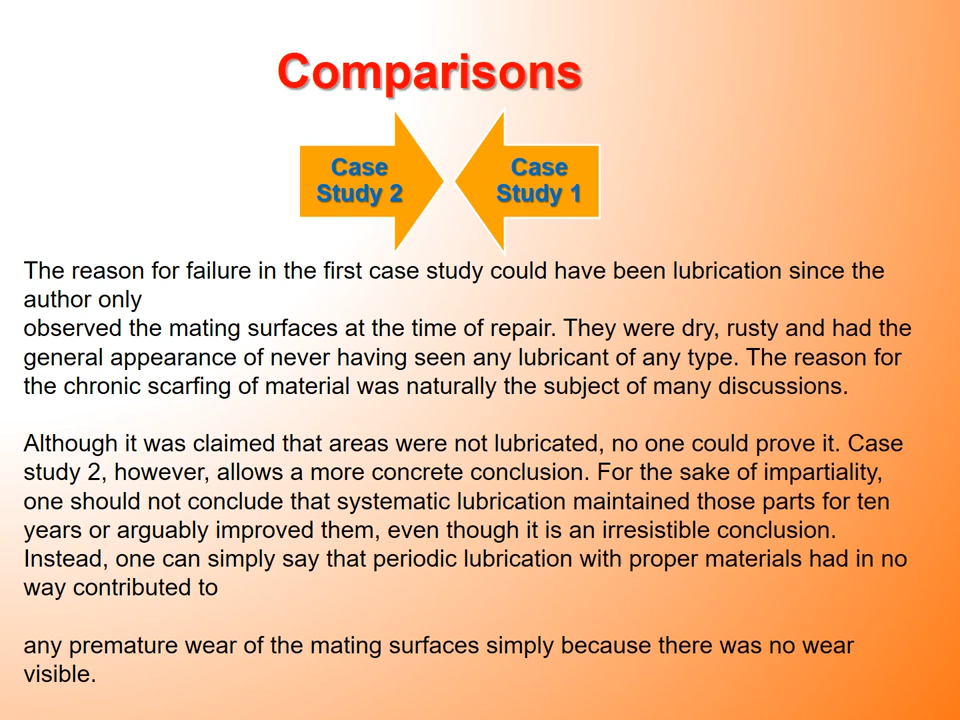 Comparisons
Case
Study 2
Case
Study 1
The reason for failure in the first case study could have been lubrication since the
author only
observed the mating surfaces at the time of repair. They were dry, rusty and had the
general appearance of never having seen any lubricant of any type. The reason for
the chronic scarfing of material was naturally the subject of many discussions.
Although it was claimed that areas were not lubricated, no one could prove it. Case
study 2, however, allows a more concrete conclusion. For the sake of impartiality,
one should not conclude that systematic lubrication maintained those parts for ten
years or arguably improved them, even though it is an irresistible conclusion.
Instead, one can simply say that periodic lubrication with proper materials had in no
way contributed to
any premature wear of the mating surfaces simply because there was no wear
visible.